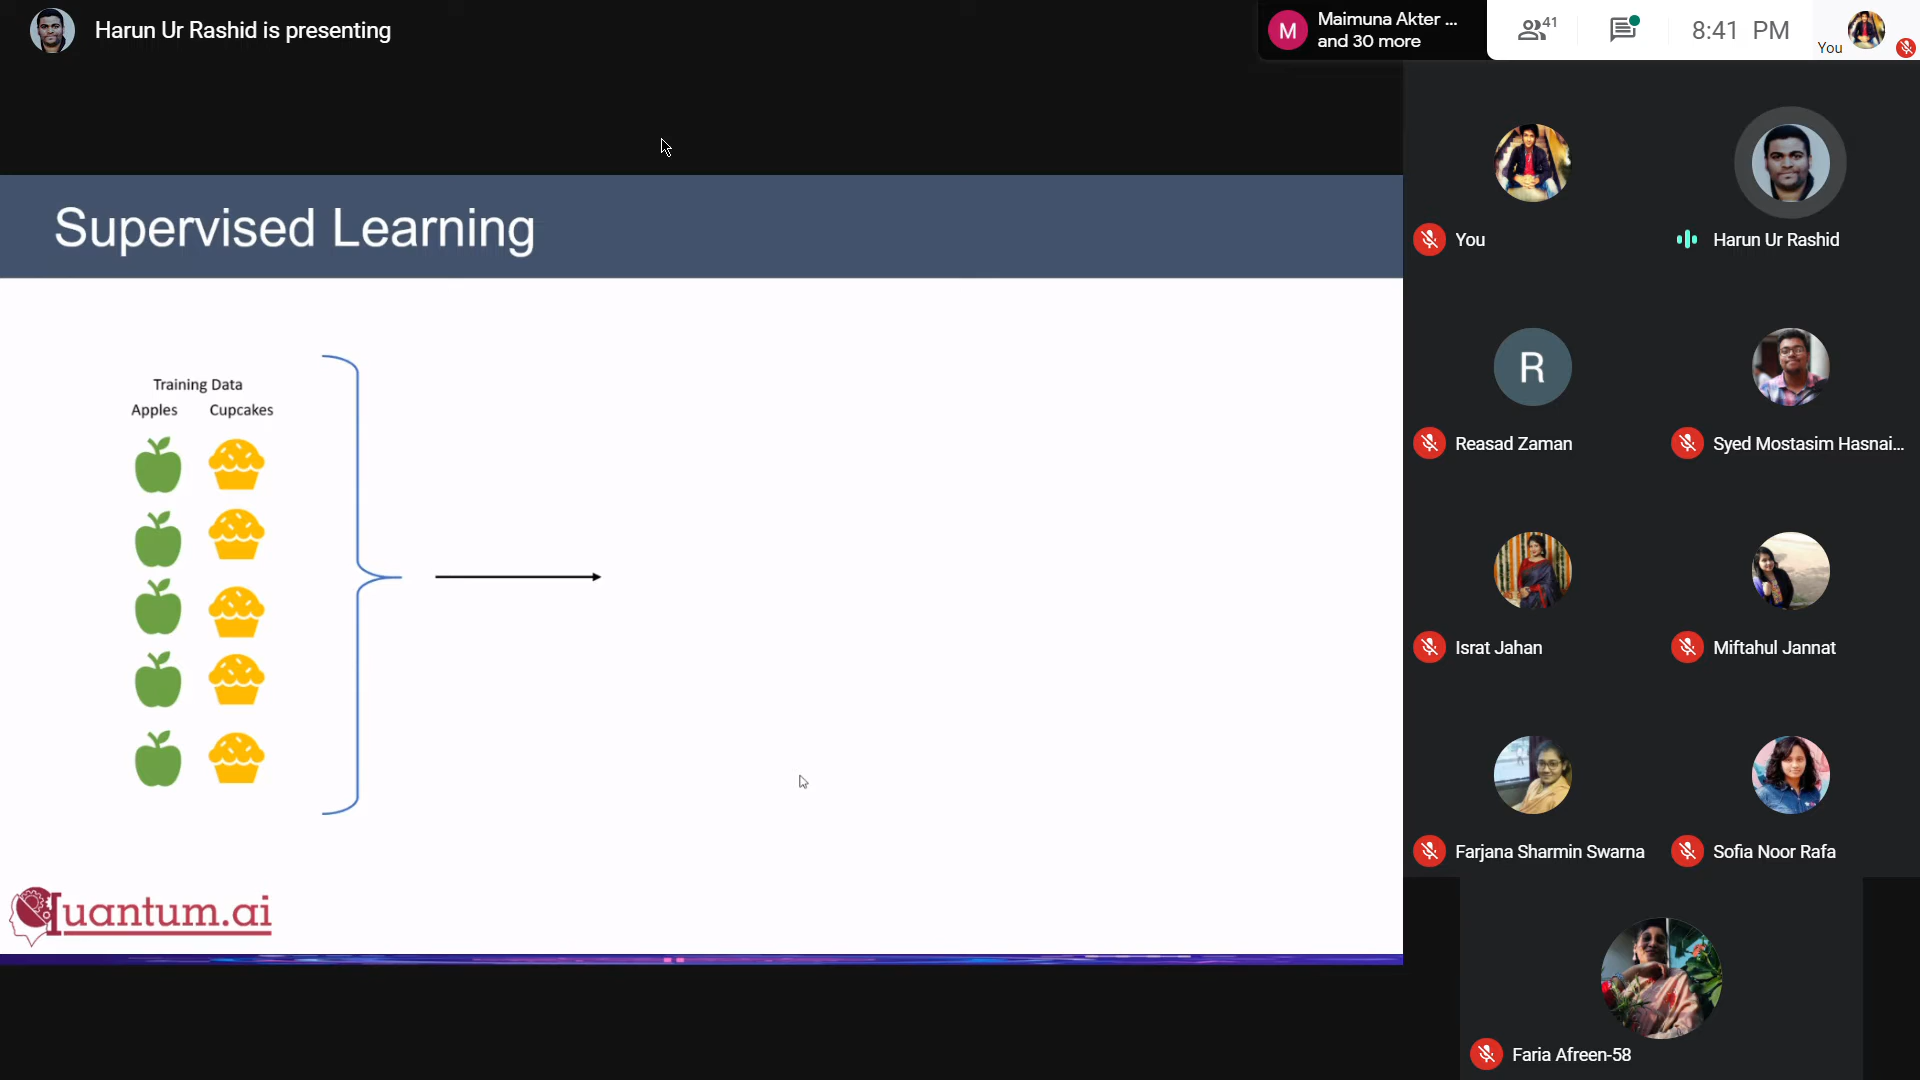 Harun Ur Rashid is presenting
M
Maimuna Akter ...
and 30 more
41
8:41 PM
You
Supervised Learning
Training Data
Apples Cupcakes
Quantum.ai
You
Harun Ur Rashid
R
Reasad Zaman
Syed Mostasim Hasnai...
Israt Jahan
Miftahul Jannat
Farjana Sharmin Swarna
Sofia Noor Rafa
Faria Afreen-58